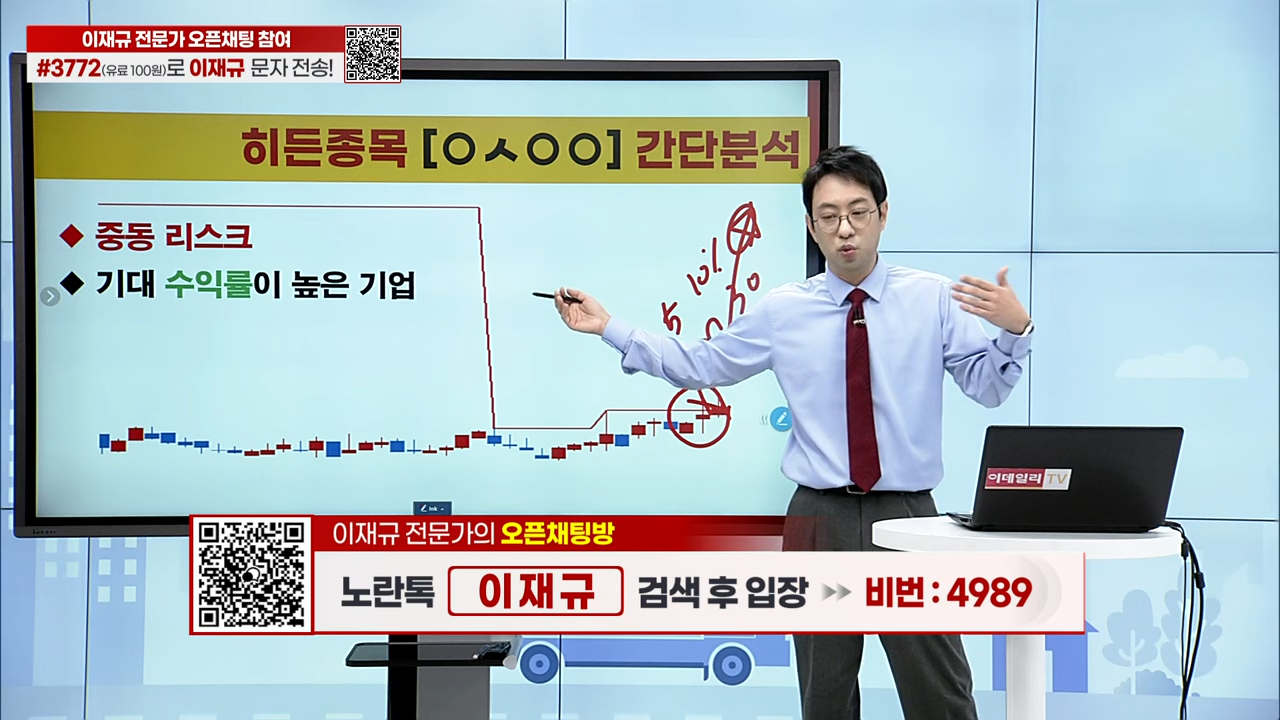 이재규 전문가 오픈채팅 참여
#3772(유료 100원)로 이재규 문자 전송!
히든종목 [ㅇㅅㅇㅇ] 간단분석
◆ 중동 리스크
◆ 기대 수익률이 높은 기업
5 10%
30
Ink
이데일리TV
이재규 전문가의 오픈채팅방
노란톡 이재규 검색 후 입장 비번 : 4989